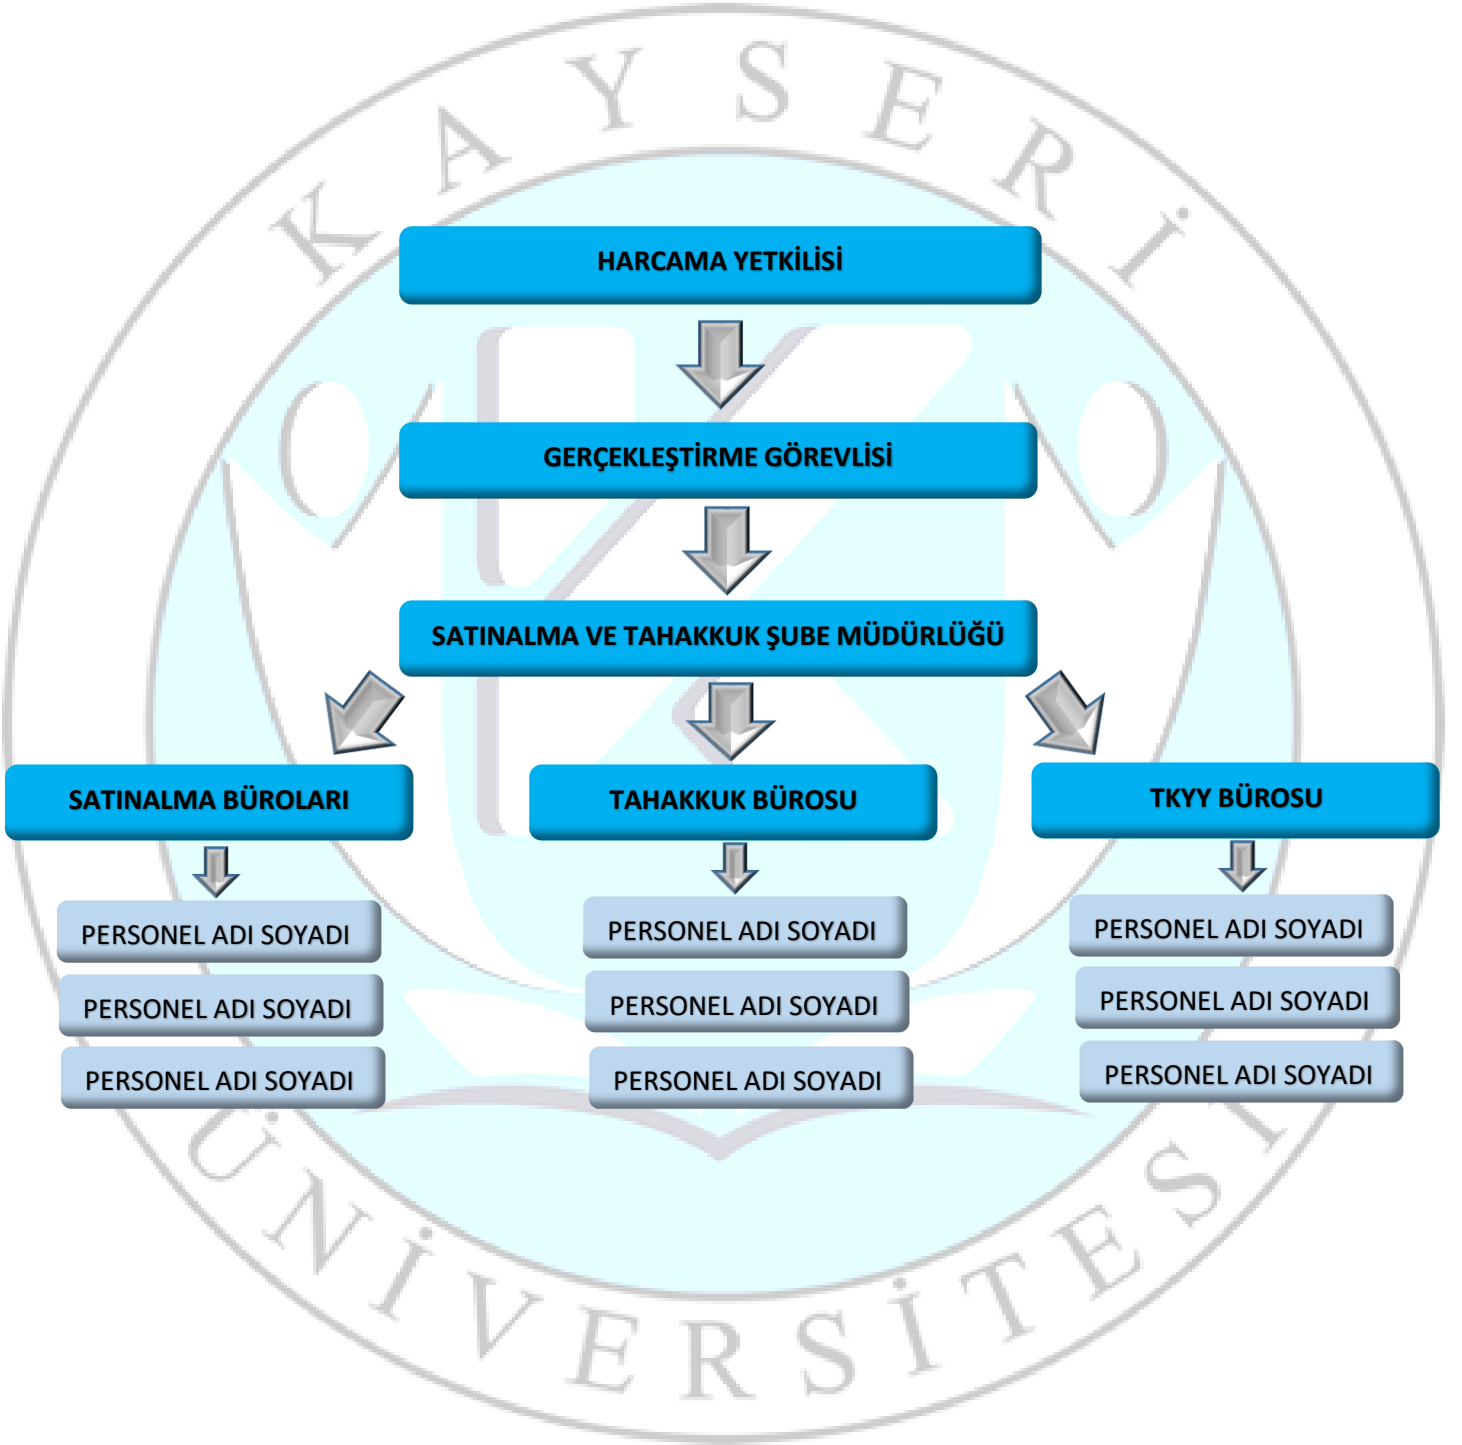 KAYSERİ
HARCAMA YETKİLİSİ
GERÇEKLEŞTİRME GÖREVLİSİ
SATINALMA VE TAHAKKUK ŞUBE MÜDÜRLÜĞÜ
SATINALMA BÜROLARI
TAHAKKUK BÜROSU
TKYY BÜROSU
PERSONEL ADI SOYADI
PERSONEL ADI SOYADI
PERSONEL ADI SOYADI
PERSONEL ADI SOYADI
PERSONEL ADI SOYADI
PERSONEL ADI SOYADI
PERSONEL ADI SOYADI
PERSONEL ADI SOYADI
PERSONEL ADI SOYADI
ÜNİVERSİTESİ